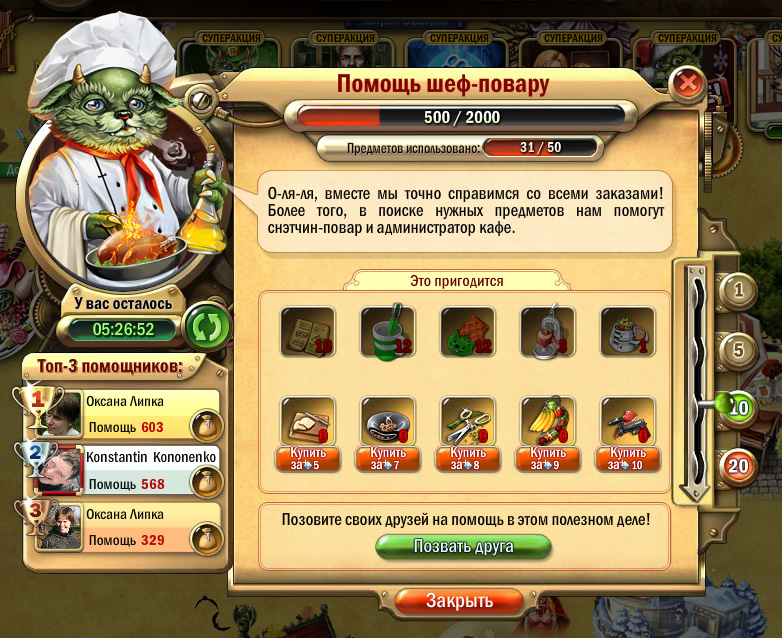 СУПЕРАКЦИЯ СУПЕРАКЦИЯ СУПЕРАКЦИЯ СУПЕРАКЦИЯ СУПЕРАКЦИЯ
Помощь шеф-повару
500 / 2000
Предметов использовано: 31 / 50
О-ля-ля, вместе мы точно справимся со всеми заказами!
Более того, в поиске нужных предметов нам помогут
снэтчин-повар и администратор кафе.
У вас осталось
05:26:52
Топ-3 помощников:
1
Оксана Липка
Помощь 603
2
Konstantin Kononenko
Помощь 568
3
Оксана Липка
Помощь 329
Это пригодится
12 12 3 1
0 0 0 0 0
Купить Купить Купить Купить Купить
за 5 за 7 за 8 за 9 за 10
1
5
10
20
Позовите своих друзей на помощь в этом полезном деле!
Позвать друга
Закрыть